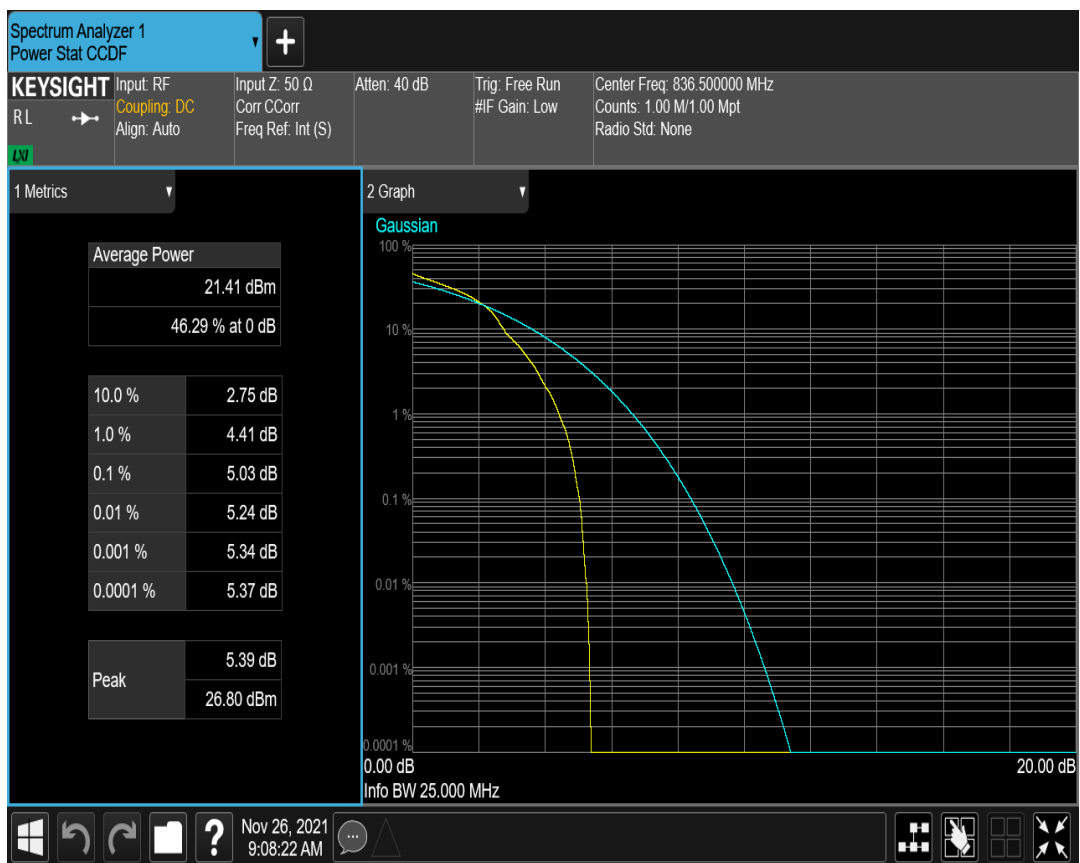 Spectrum Analyzer 1
Power Stat CCDF
KEYSIGHT
RL
LXI
Input: RF
Coupling: DC
Align: Auto
Input Z: 50 Ω
Corr CCorr
Freq Ref: Int (S)
Atten: 40 dB
Trig: Free Run
#IF Gain: Low
Center Freq: 836.500000 MHz
Counts: 1.00 M/1.00 Mpt
Radio Std: None
1 Metrics
Average Power
21.41 dBm
46.29 % at 0 dB
10.0 % 2.75 dB
1.0 % 4.41 dB
0.1 % 5.03 dB
0.01 % 5.24 dB
0.001 % 5.34 dB
0.0001 % 5.37 dB
Peak
5.39 dB
26.80 dBm
2 Graph
Gaussian
100 %
10 %
1 %
0.1 %
0.01 %
0.001 %
0.0001 %
0.00 dB 20.00 dB
Info BW 25.000 MHz
?
Nov 26, 2021
9:08:22 AM